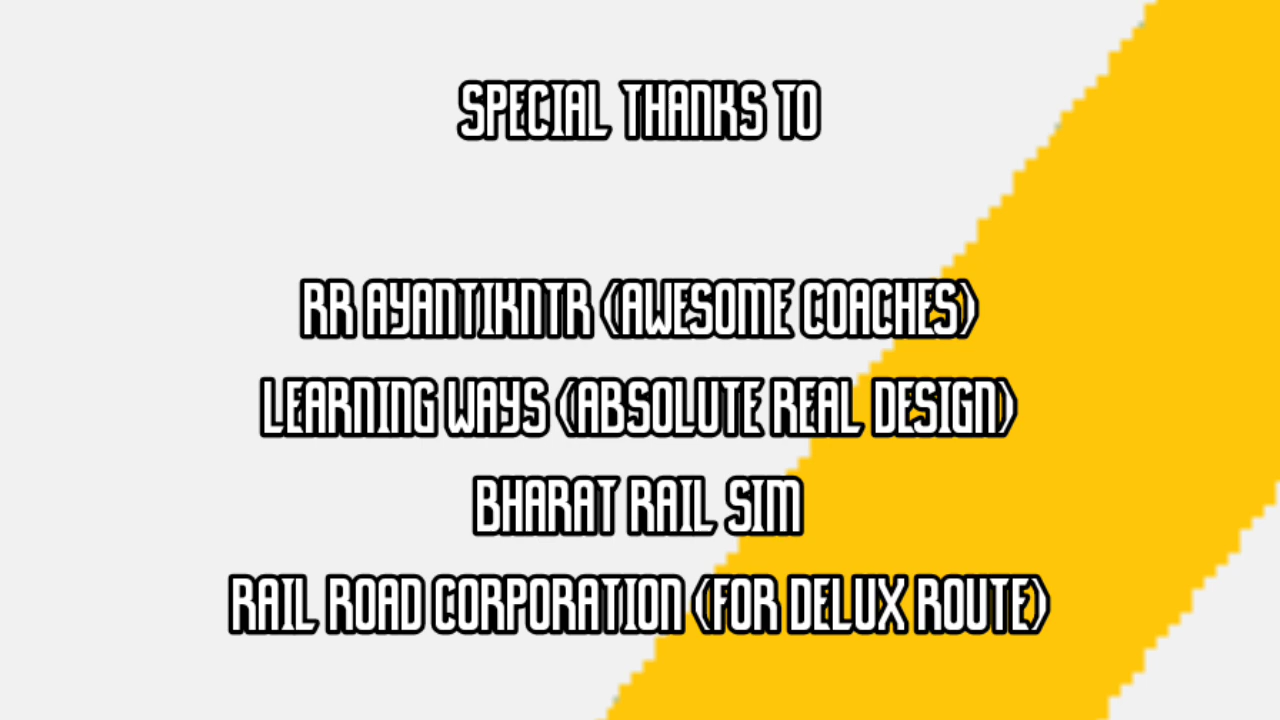 SPECIAL THANKS TO
RR AYANTIKNTR (AWESOME COACHES)
LEARNING WAYS (ABSOLUTE REAL DESIGN)
BHARAT RAIL SIM
RAIL ROAD CORPORATION (FOR DELUX ROUTE)